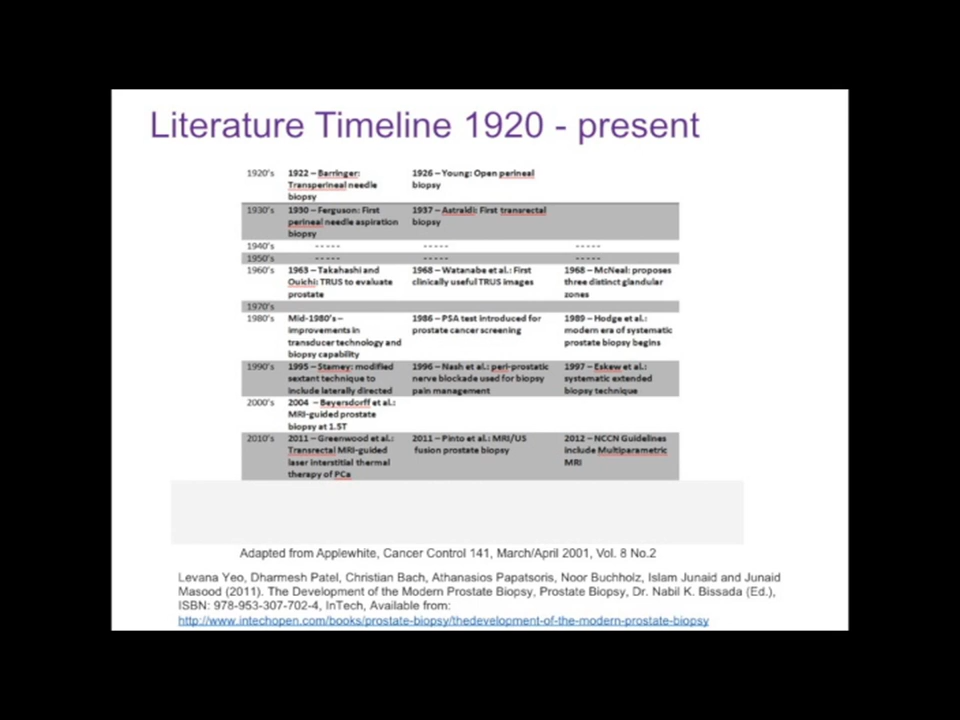 Literature Timeline 1920 - present
1920's
1922 – Barringer:
Transperineal needle
biopsy
1926 – Young: Open perineal
biopsy
1930's
1930 – Ferguson: First
perineal needle aspiration
biopsy
1937 – Astraldi: First transrectal
biopsy
1940's
- - - - -
- - - - -
- - - - -
1950's
- - - - -
- - - - -
- - - - -
1960's
1963 – Takahashi and
Ouichi: TRUS to evaluate
prostate
1968 – Watanabe et al.: First
clinically useful TRUS images
1968 – McNeal: proposes
three distinct glandular
zones
1970's
1980's
Mid-1980's –
improvements in
transducer technology and
biopsy capability
1986 – PSA test introduced for
prostate cancer screening
1989 – Hodge et al.:
modern era of systematic
prostate biopsy begins
1990's
1995 – Stamey: modified
sextant technique to
include laterally directed
1996 – Nash et al.: peri-prostatic
nerve blockade used for biopsy
pain management
1997 – Eskew et al.:
systematic extended
biopsy technique
2000's
2004 – Beyersdorff et al.:
MRI-guided prostate
biopsy at 1.5T
2010's
2011 – Greenwood et al.:
Transrectal MRI-guided
laser interstitial thermal
therapy of PCa
2011 – Pinto et al.: MRI/US
fusion prostate biopsy
2012 – NCCN Guidelines
include Multiparametric
MRI
Adapted from Applewhite, Cancer Control 141, March/April 2001, Vol. 8 No.2
Levana Yeo, Dharmesh Patel, Christian Bach, Athanasios Papatsoris, Noor Buchholz, Islam Junaid and Junaid
Masood (2011). The Development of the Modern Prostate Biopsy, Prostate Biopsy, Dr. Nabil K. Bissada (Ed.),
ISBN: 978-953-307-702-4, InTech, Available from:
http://www.intechopen.com/books/prostate-biopsy/thedevelopment-of-the-modern-prostate-biopsy